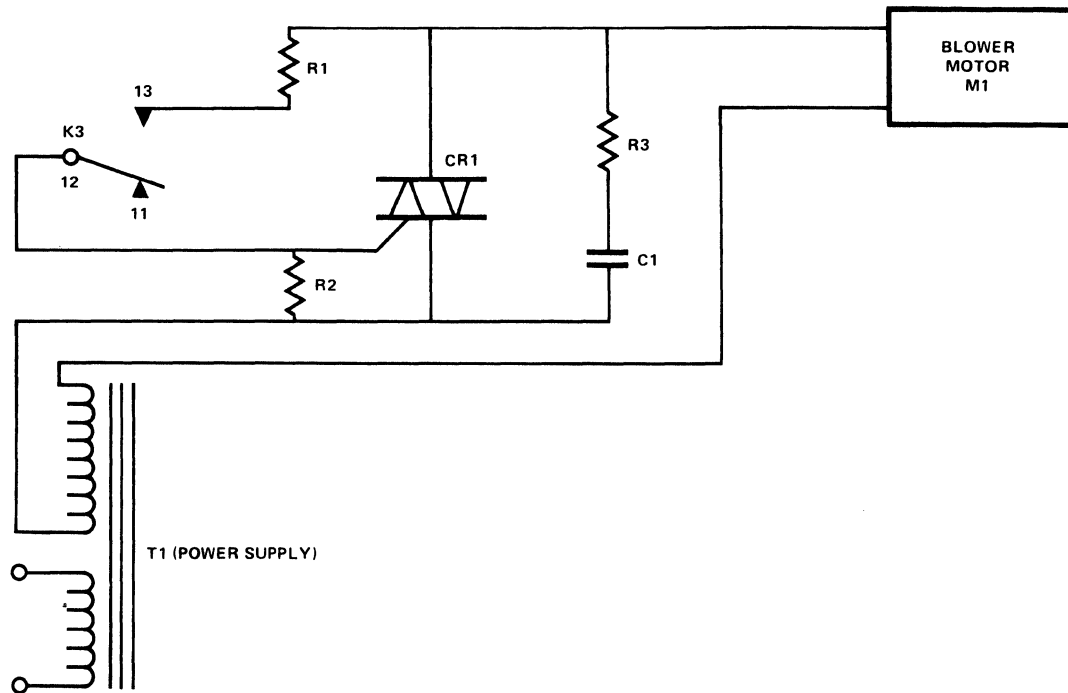 BLOWER
MOTOR
M1
R1
13
K3
12
11
CR1
R3
R2
C1
T1 (POWER SUPPLY)